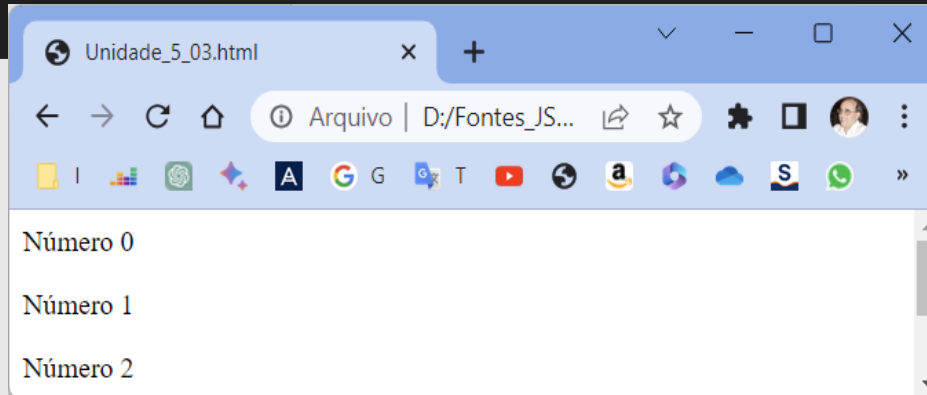 Unidade_5_03.html
Arquivo | D:/Fontes_JS...
I A G G G T a S »
Número 0
Número 1
Número 2